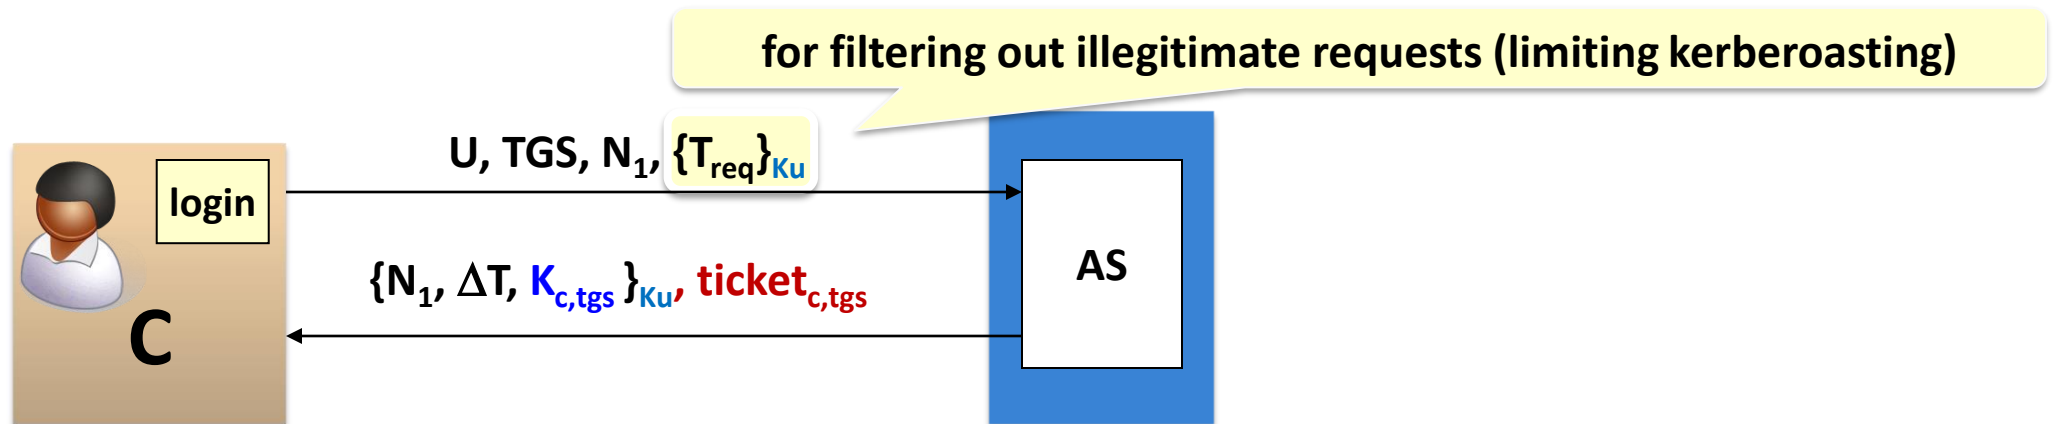 for filtering out illegitimate requests (limiting kerberoasting)
U, TGS, N₁, {Treq}Ku
login
{N₁, ΔT, Kc,tgs }Ku, ticketc,tgs
AS
C